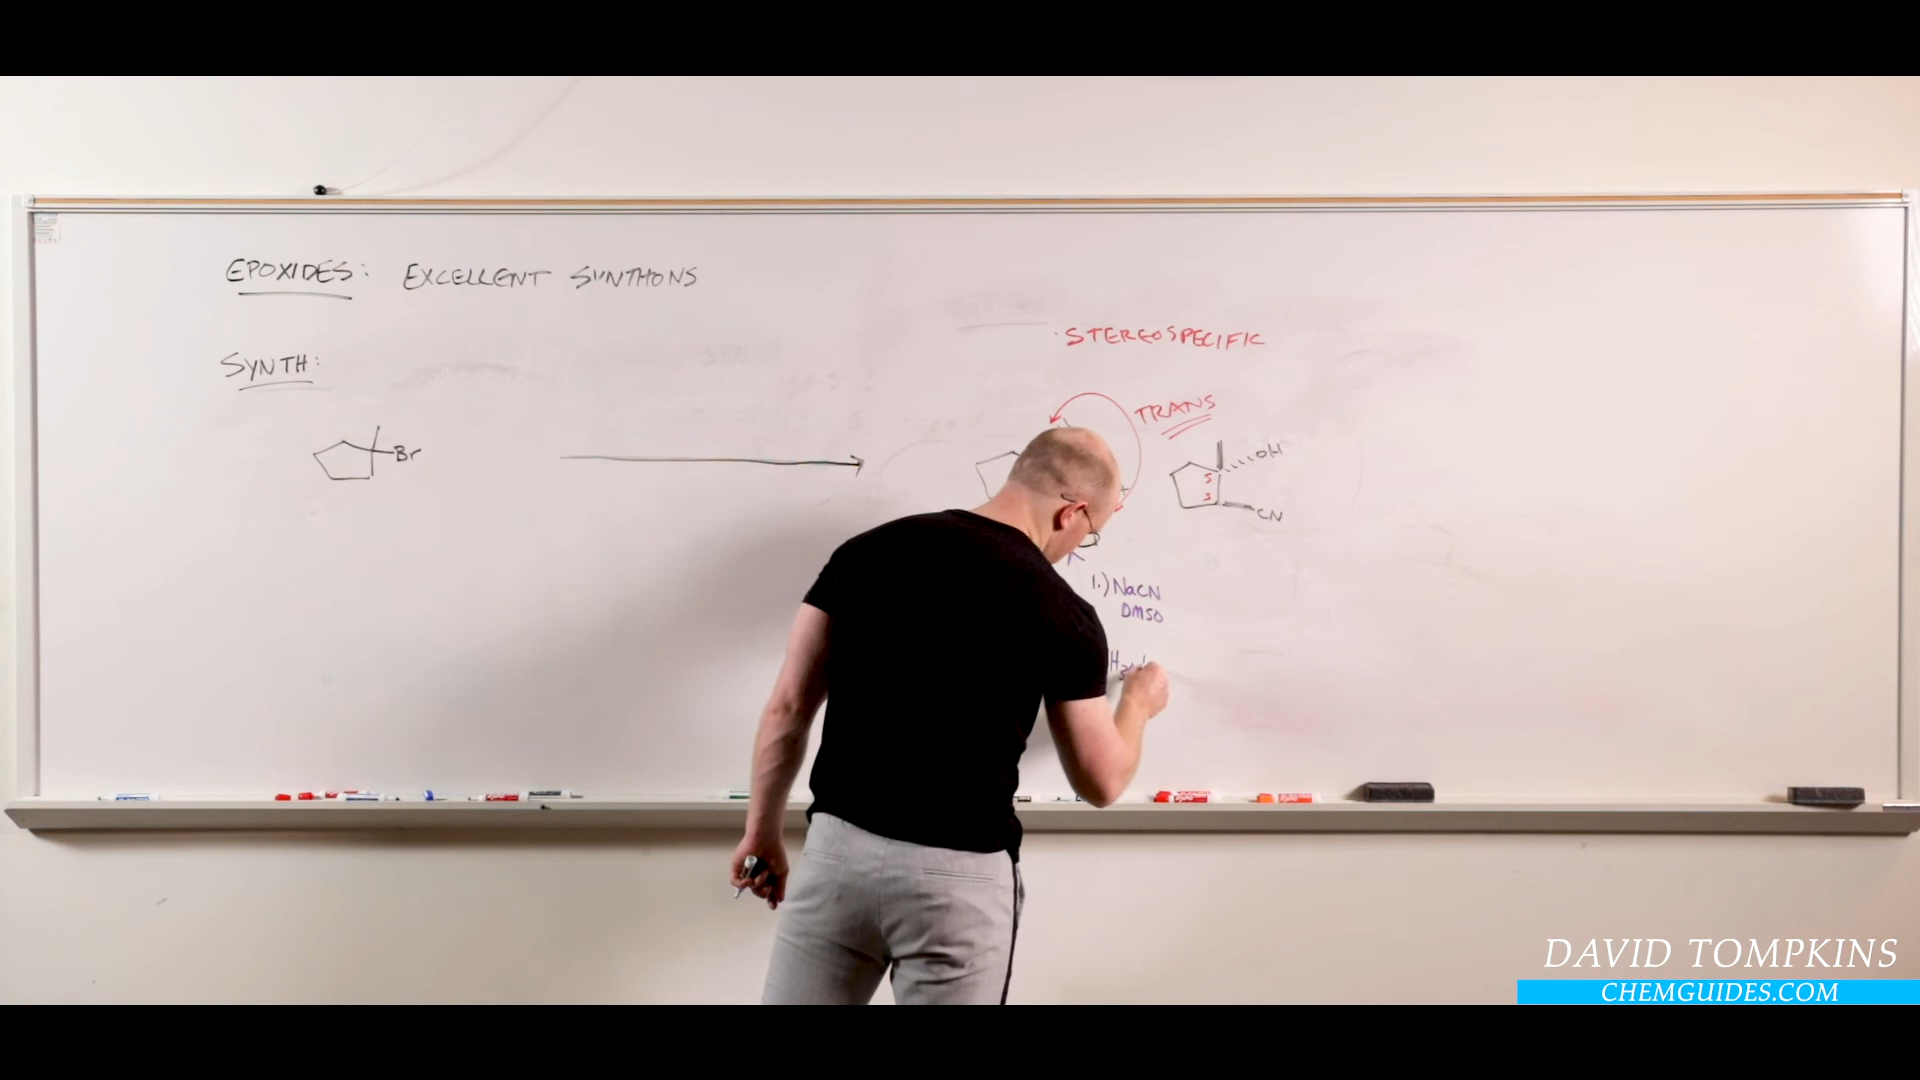 EPOXIDES: EXCELLENT SYNTHONS
· STEREOSPECIFIC
SYNTH:
TRANS
Br
OH
S
CN
1.) NaCN
DMSO
DAVID TOMPKINS
CHEMGUIDES.COM